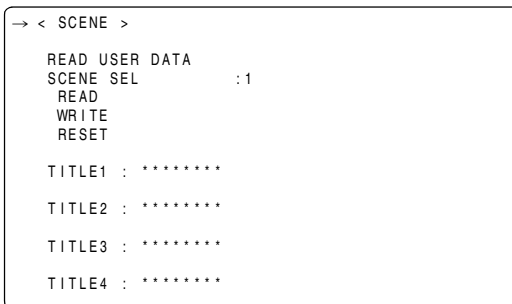 → < SCENE >
READ USER DATA
SCENE SEL :1
READ
WRITE
RESET
TITLE1 : ********
TITLE2 : ********
TITLE3 : ********
TITLE4 : ********